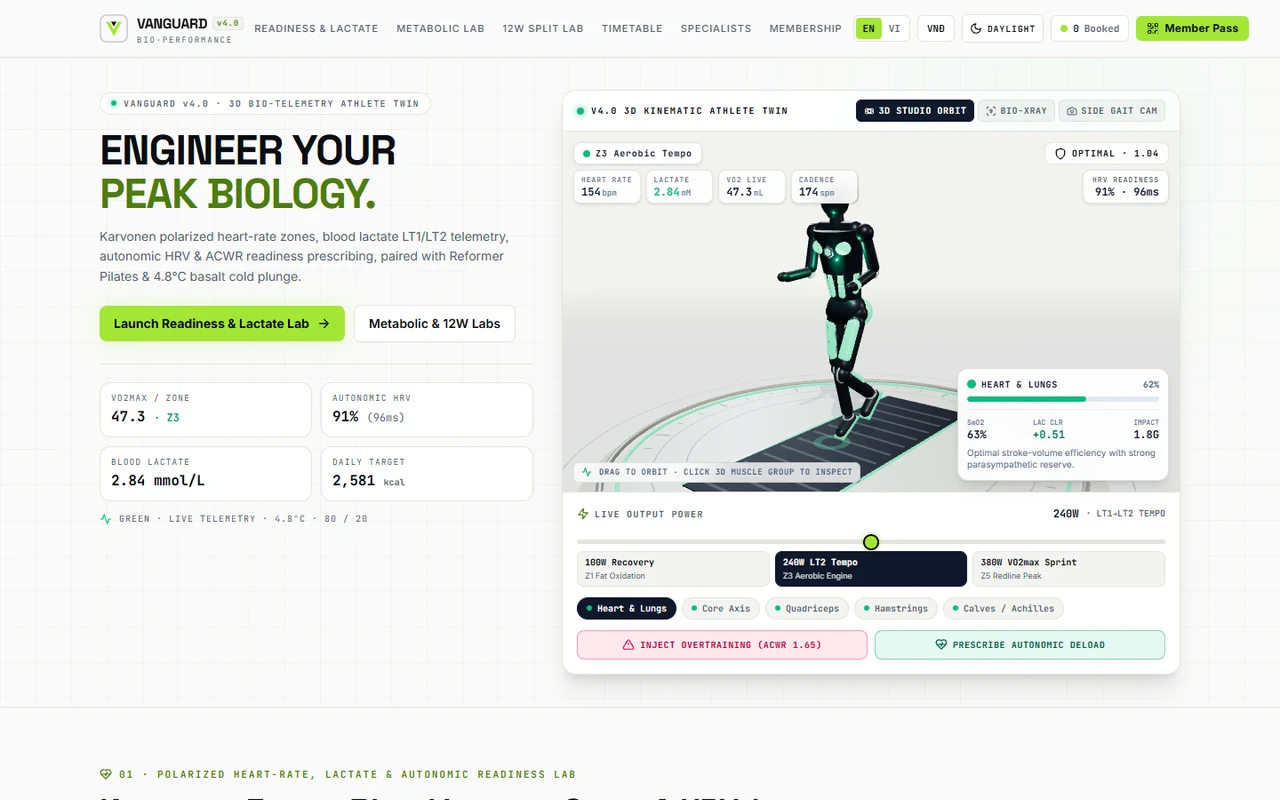 VANGUARD v4.0
BIO-PERFORMANCE
READINESS & LACTATE
METABOLIC LAB
12W SPLIT LAB
TIMETABLE
SPECIALISTS
MEMBERSHIP
EN VI
VNĐ
DAYLIGHT
0 Booked
Member Pass
VANGUARD v4.0 · 3D BIO-TELEMETRY ATHLETE TWIN
ENGINEER YOUR
PEAK BIOLOGY.
Karvonen polarized heart-rate zones, blood lactate LT1/LT2 telemetry,
autonomic HRV & ACWR readiness prescribing, paired with Reformer
Pilates & 4.8°C basalt cold plunge.
Launch Readiness & Lactate Lab →
Metabolic & 12W Labs
VO2MAX / ZONE
47.3 · Z3
AUTONOMIC HRV
91% (96ms)
BLOOD LACTATE
2.84 mmol/L
DAILY TARGET
2,581 kcal
GREEN · LIVE TELEMETRY · 4.8°C · 80 / 20
V4.0 3D KINEMATIC ATHLETE TWIN
3D STUDIO ORBIT
BIO-XRAY
SIDE GAIT CAM
Z3 Aerobic Tempo
OPTIMAL · 1.04
HEART RATE
154 bpm
LACTATE
2.84 mM
VO2 LIVE
47.3 mL
CADENCE
174 spm
HRV READINESS
91% · 96ms
HEART & LUNGS 62%
SmO2
63%
LAC CLR
+0.51
IMPACT
1.8G
Optimal stroke-volume efficiency with strong
parasympathetic reserve.
DRAG TO ORBIT · CLICK 3D MUSCLE GROUP TO INSPECT
LIVE OUTPUT POWER
240W · LT1→LT2 TEMPO
100W Recovery
Z1 Fat Oxidation
240W LT2 Tempo
Z3 Aerobic Engine
380W VO2max Sprint
Z5 Redline Peak
Heart & Lungs
Core Axis
Quadriceps
Hamstrings
Calves / Achilles
INJECT OVERTRAINING (ACWR 1.65)
PRESCRIBE AUTONOMIC DELOAD
01 · POLARIZED HEART-RATE, LACTATE & AUTONOMIC READINESS LAB